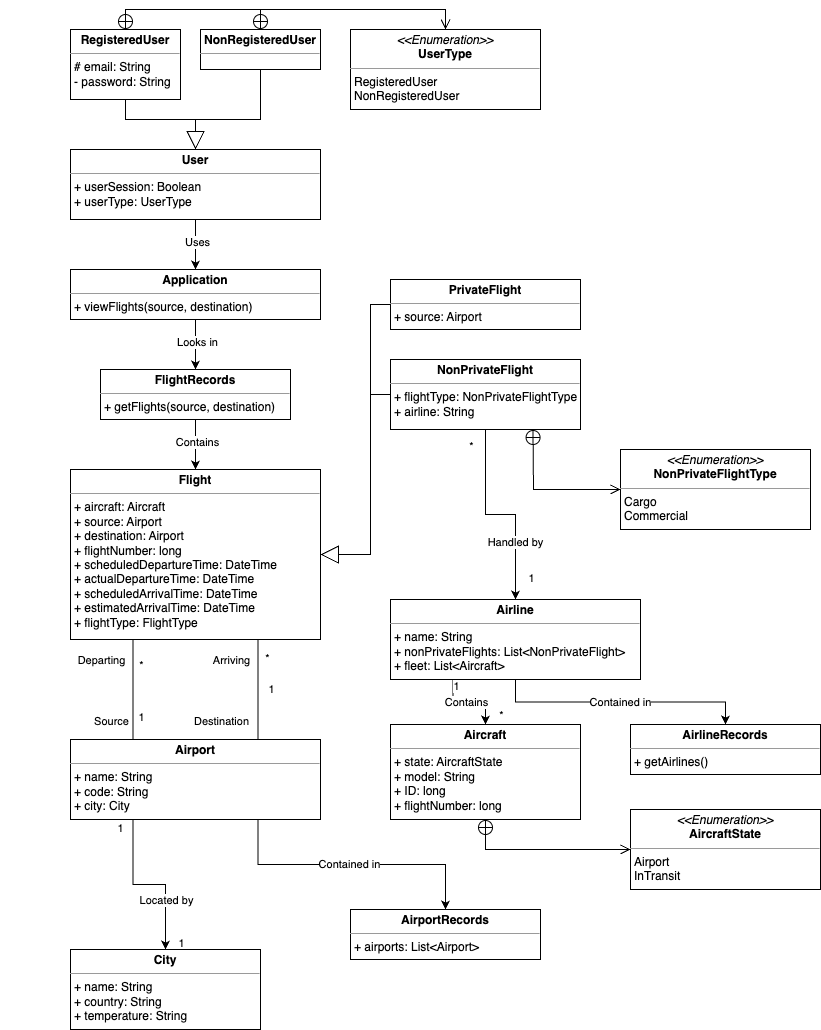 RegisteredUser
# email: String
- password: String
NonRegisteredUser
<<Enumeration>>
UserType
RegisteredUser
NonRegisteredUser
User
+ userSession: Boolean
+ userType: UserType
Uses
Application
+ viewFlights(source, destination)
Looks in
FlightRecords
+ getFlights(source, destination)
Contains
PrivateFlight
+ source: Airport
NonPrivateFlight
+ flightType: NonPrivateFlightType
+ airline: String
*
<<Enumeration>>
NonPrivateFlightType
Cargo
Commercial
Flight
+ aircraft: Aircraft
+ source: Airport
+ destination: Airport
+ flightNumber: long
+ scheduledDepartureTime: DateTime
+ actualDepartureTime: DateTime
+ scheduledArrivalTime: DateTime
+ estimatedArrivalTime: DateTime
+ flightType: FlightType
Handled by
1
Airline
+ name: String
+ nonPrivateFlights: List<NonPrivateFlight>
+ fleet: List<Aircraft>
Departing
*
Arriving
*
1
Source
1
Destination
1
Contains
*
Contained in
Aircraft
+ state: AircraftState
+ model: String
+ ID: long
+ flightNumber: long
AirlineRecords
+ getAirlines()
Airport
+ name: String
+ code: String
+ city: City
<<Enumeration>>
AircraftState
Airport
InTransit
1
Contained in
Located by
1
AirportRecords
+ airports: List<Airport>
City
+ name: String
+ country: String
+ temperature: String